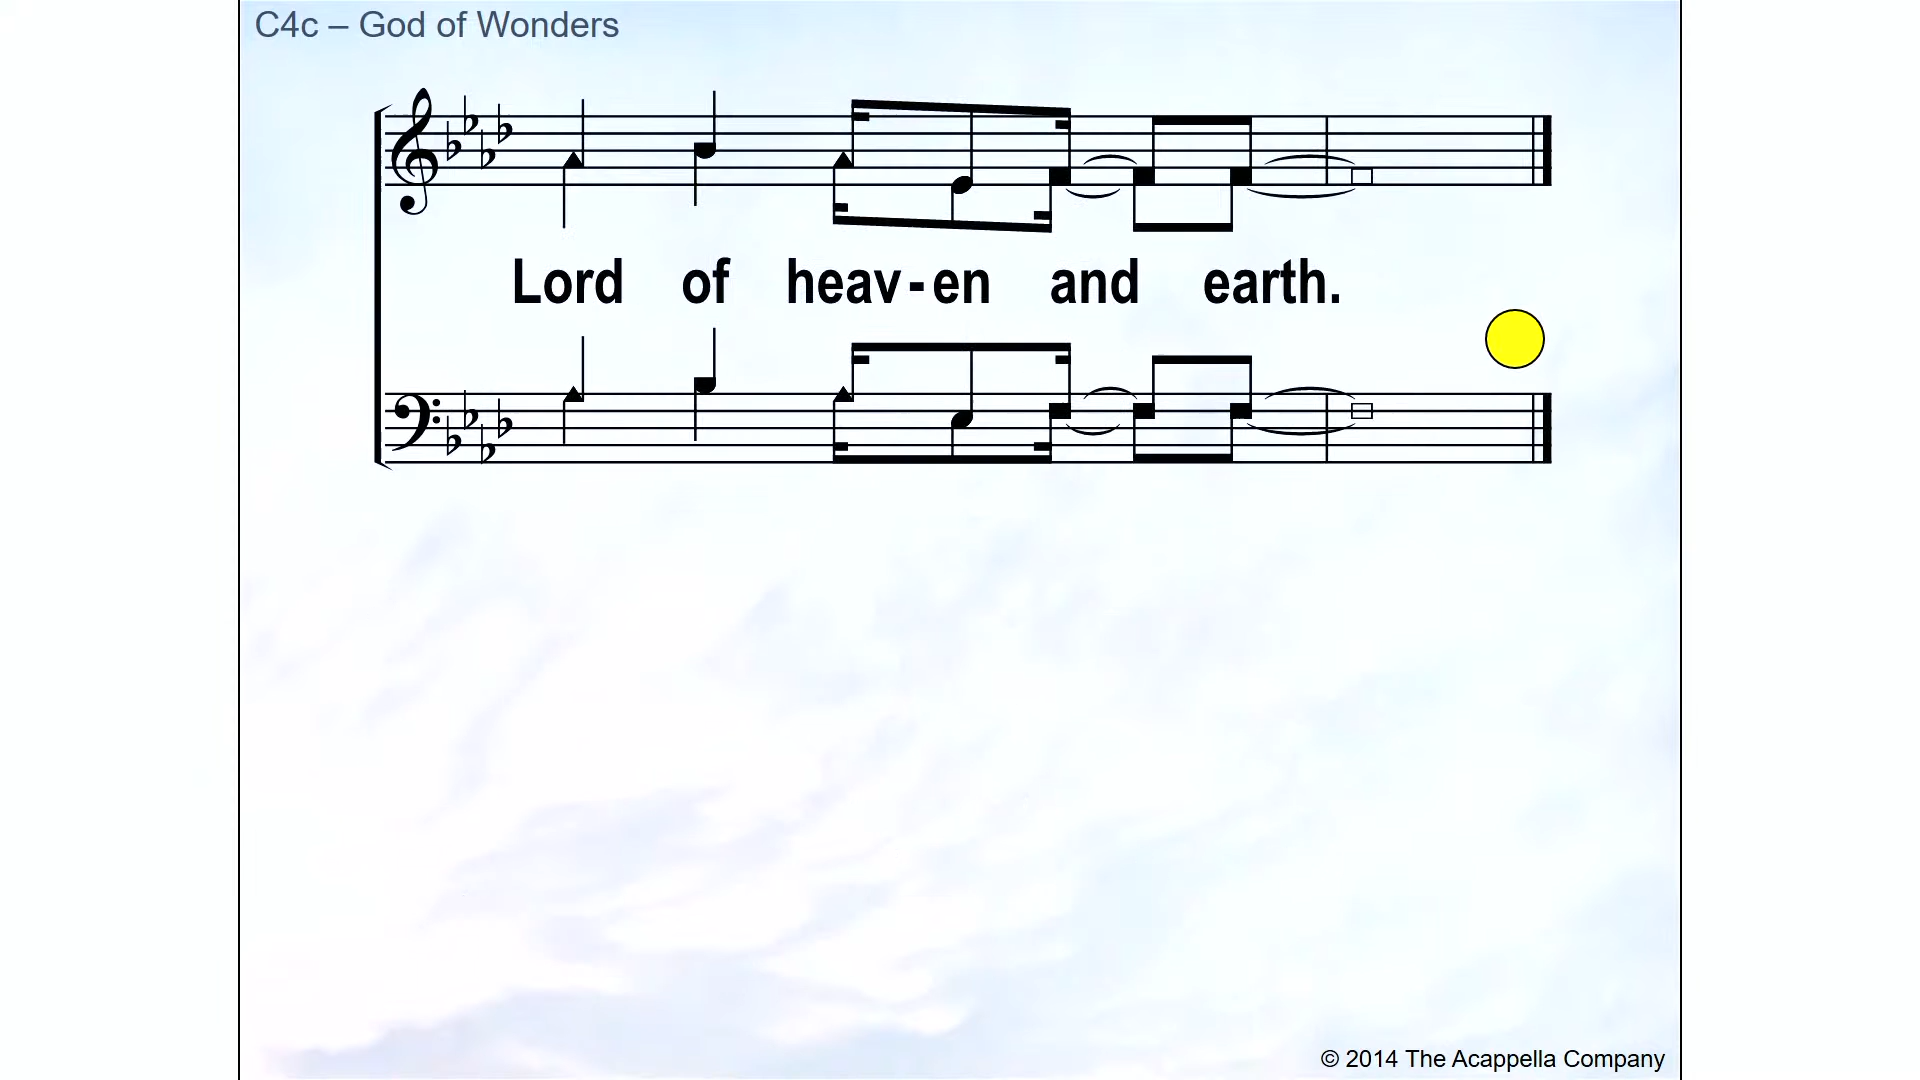 C4c – God of Wonders
Lord of heav-en and earth.
© 2014 The Acappella Company